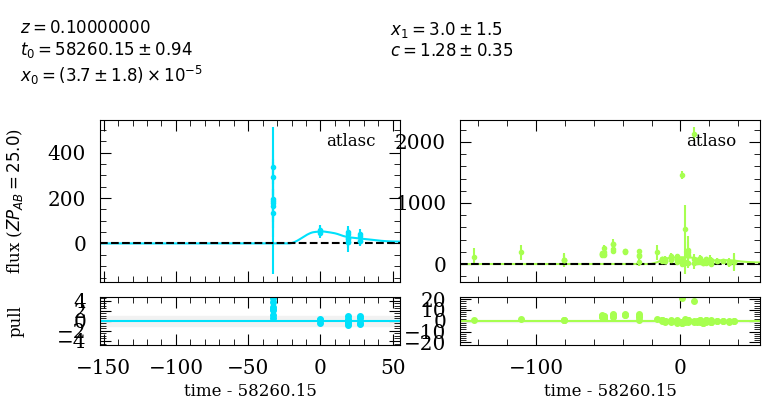 z = 0.10000000
t₀ = 58260.15 ± 0.94
x₀ = (3.7 ± 1.8) × 10⁻⁵
x₁ = 3.0 ± 1.5
c = 1.28 ± 0.35
flux (ZP_AB = 25.0)
400
200
0
atlasc
2000
1000
0
atlaso
pull
4
2
0
−2
−4
−150
−100
−50
0
50
time - 58260.15
20
10
0
−10
−20
−100
0
time - 58260.15